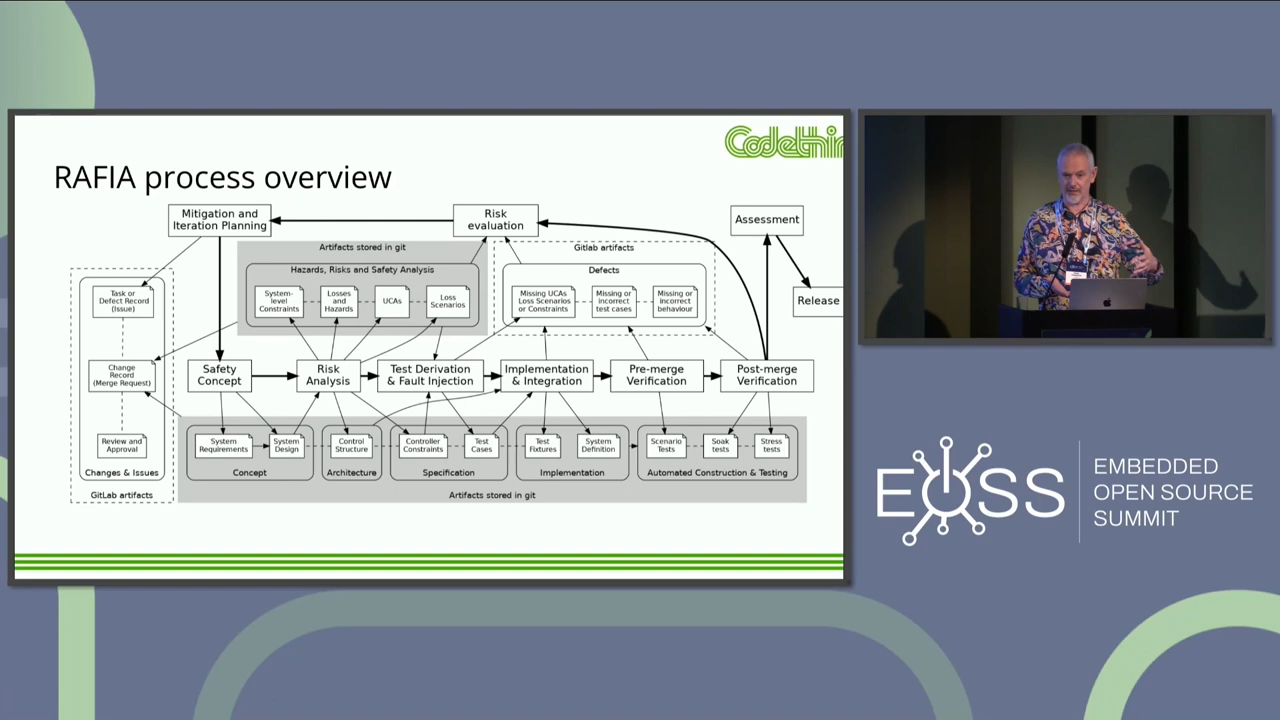 Codethin
RAFIA process overview
Mitigation and
Iteration Planning
Risk
evaluation
Assessment
Release
Artifacts stored in git
Hazards, Risks and Safety Analysis
System-
level
Constraints
Losses
and
Hazards
UCAs
Loss
Scenarios
Gitlab artifacts
Defects
Missing UCAs
Loss Scenarios
or Constraints
Missing or
incorrect
test cases
Missing or
incorrect
behaviour
Task or
Defect Record
(Issue)
Change
Record
(Merge Request)
Review and
Approval
Changes & Issues
GitLab artifacts
Safety
Concept
Risk
Analysis
Test Derivation
& Fault Injection
Implementation
& Integration
Pre-merge
Verification
Post-merge
Verification
System
Requirements
System
Design
Concept
Control
Structure
Architecture
Controller
Constraints
Test
Cases
Specification
Test
Fixtures
System
Definition
Implementation
Scenario
Tests
Soak
tests
Stress
tests
Automated Construction & Testing
Artifacts stored in git
EOSS
EMBEDDED
OPEN SOURCE
SUMMIT